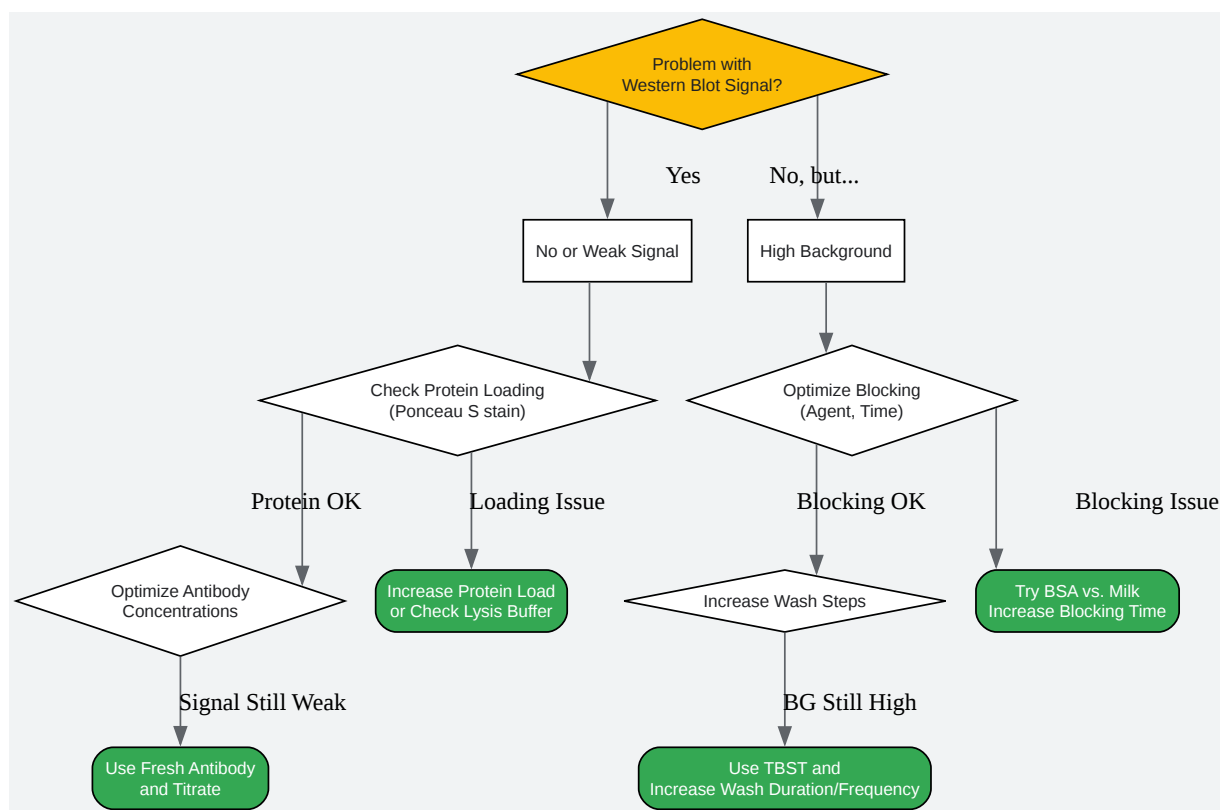 Problem with
Western Blot Signal?
Yes
No, but...
No or Weak Signal
High Background
Check Protein Loading
(Ponceau S stain)
Optimize Blocking
(Agent, Time)
Protein OK
Loading Issue
Blocking OK
Blocking Issue
Optimize Antibody
Concentrations
Increase Protein Load
or Check Lysis Buffer
Increase Wash Steps
Try BSA vs. Milk
Increase Blocking Time
Signal Still Weak
BG Still High
Use Fresh Antibody
and Titrate
Use TBST and
Increase Wash Duration/Frequency